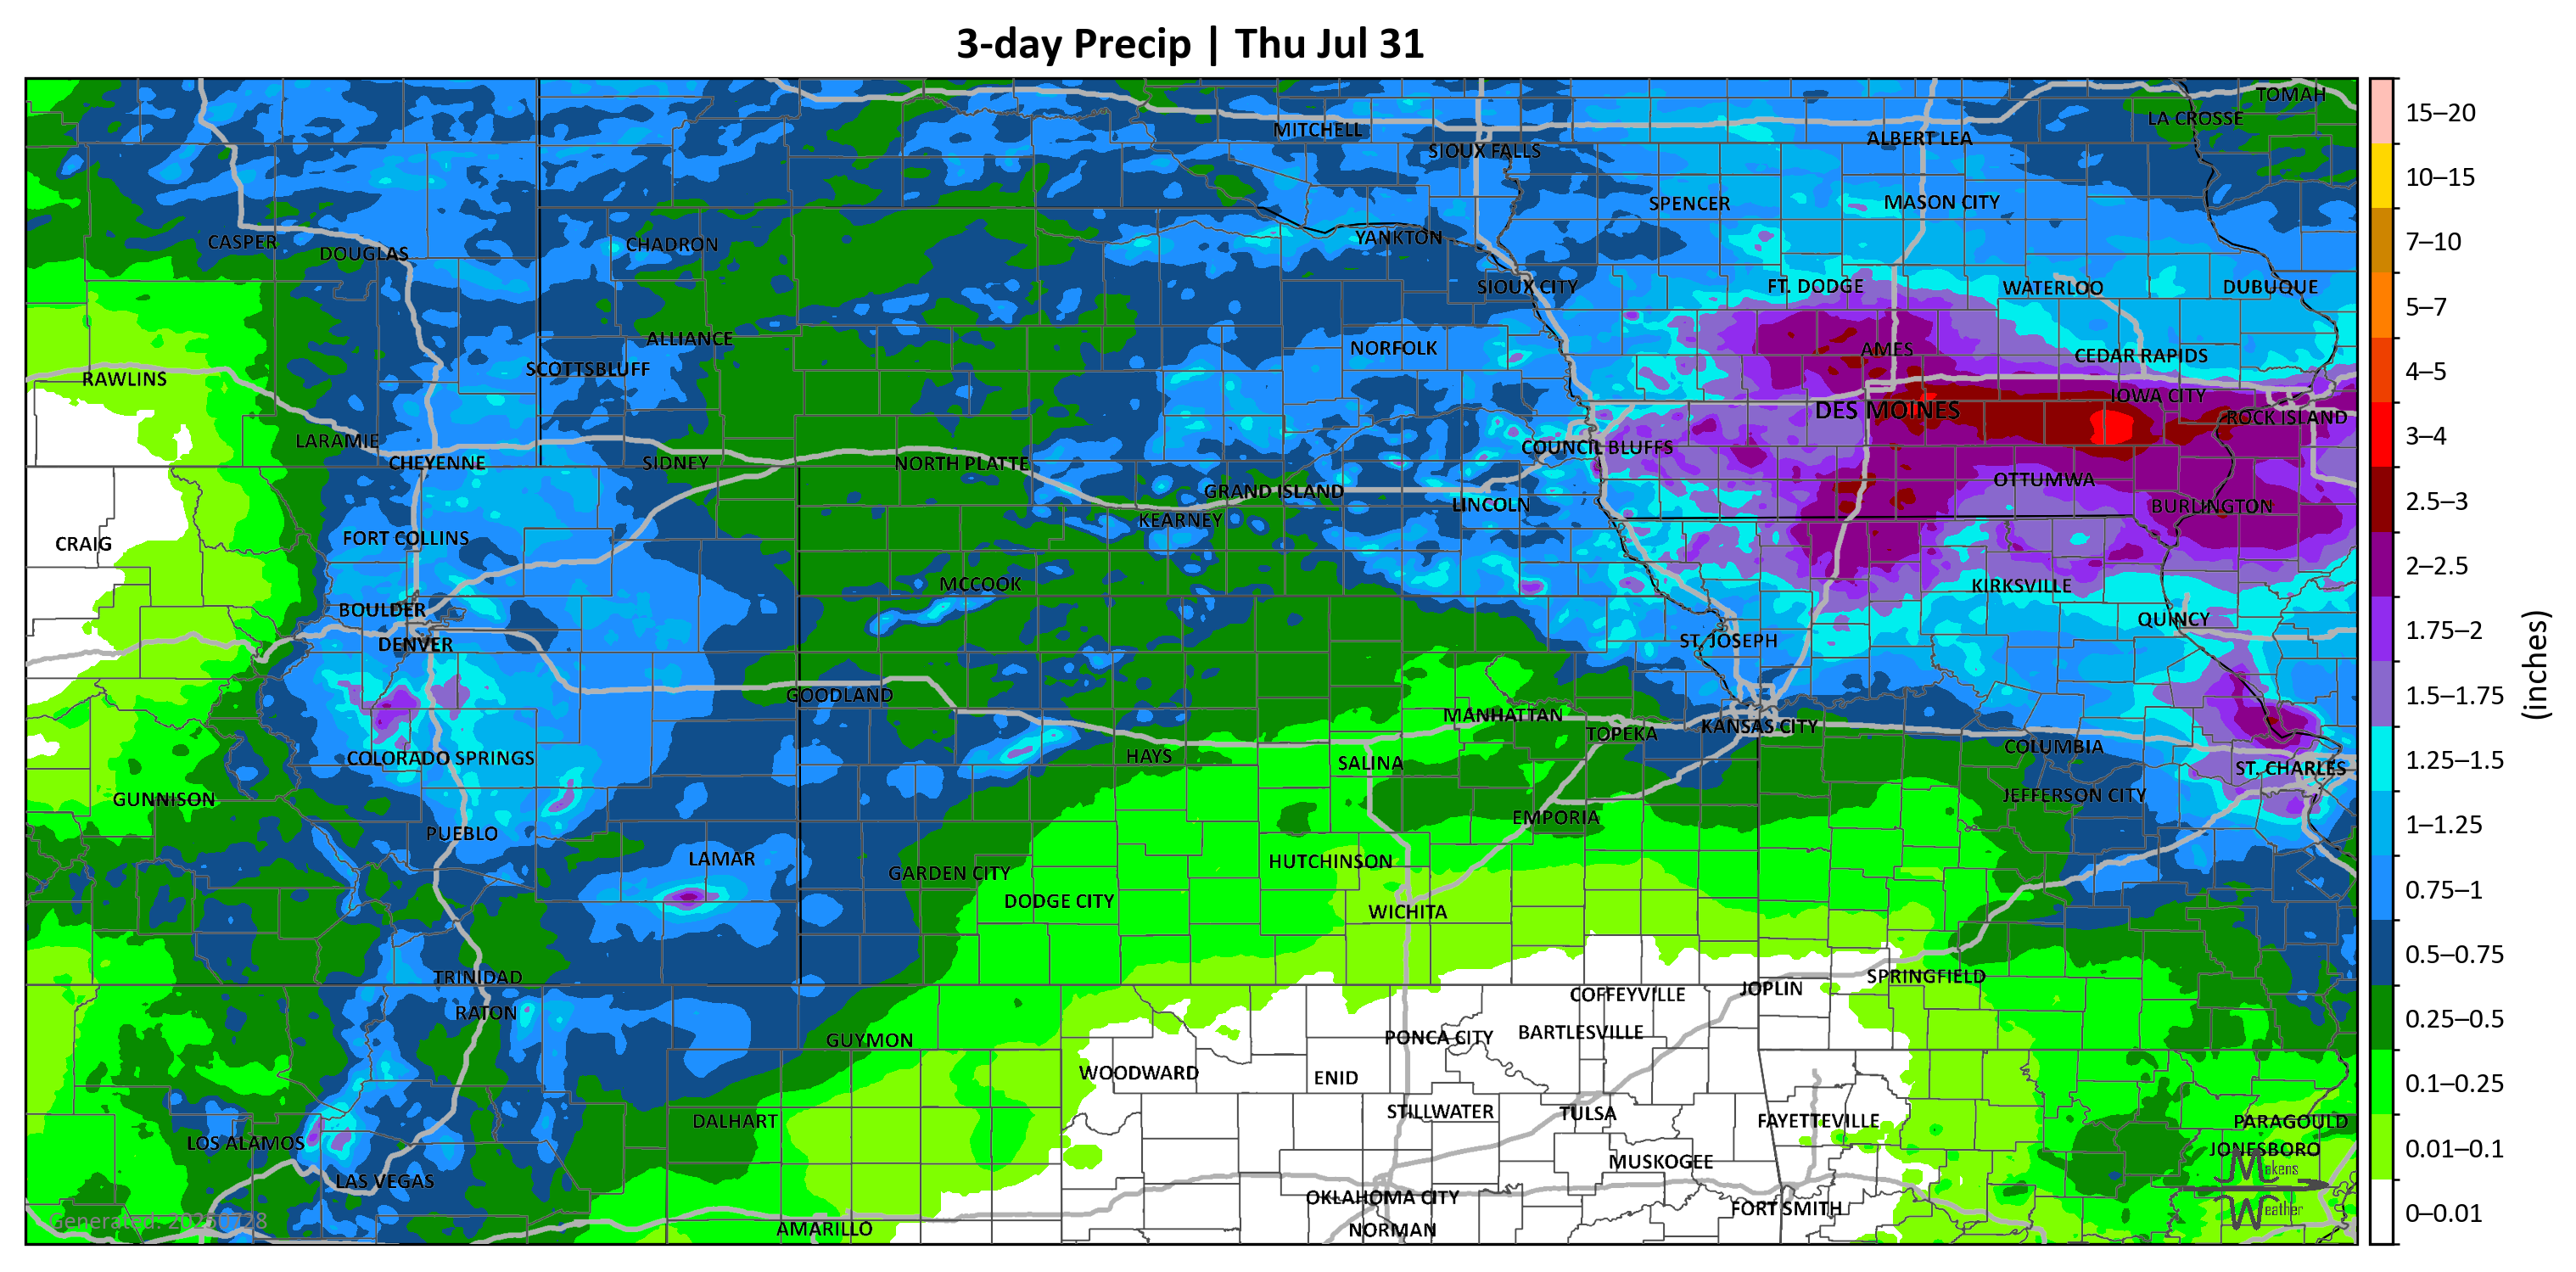 3-day Precip | Thu Jul 31
TOMAH
LA CROSSE
MITCHELL
ALBERT LEA
SIOUX FALLS
SPENCER
MASON CITY
CASPER
DOUGLAS
CHADRON
YANKTON
SIOUX CITY
FT. DODGE
WATERLOO
DUBUQUE
ALLIANCE
NORFOLK
AMES
CEDAR RAPIDS
SCOTTSBLUFF
RAWLINS
IOWA CITY
DES MOINES
ROCK ISLAND
LARAMIE
COUNCIL BLUFFS
CHEYENNE
SIDNEY
NORTH PLATTE
OTTUMWA
GRAND ISLAND
LINCOLN
BURLINGTON
KEARNEY
FORT COLLINS
CRAIG
MCCOOK
KIRKSVILLE
BOULDER
QUINCY
DENVER
ST. JOSEPH
GOODLAND
MANHATTAN
KANSAS CITY
TOPEKA
COLUMBIA
HAYS
COLORADO SPRINGS
SALINA
ST. CHARLES
GUNNISON
JEFFERSON CITY
EMPORIA
PUEBLO
LAMAR
HUTCHINSON
GARDEN CITY
DODGE CITY
WICHITA
TRINIDAD
SPRINGFIELD
JOPLIN
COFFEYVILLE
RATON
GUYMON
PONCA CITY
BARTLESVILLE
WOODWARD
ENID
STILLWATER
TULSA
DALHART
FAYETTEVILLE
PARAGOULD
LOS ALAMOS
JONESBORO
MUSKOGEE
Makens
LAS VEGAS
OKLAHOMA CITY
FORT SMITH
Weather
Generated: 20250728
AMARILLO
NORMAN
15–20
10–15
7–10
5–7
4–5
3–4
2.5–3
2–2.5
1.75–2
1.5–1.75
1.25–1.5
1–1.25
0.75–1
0.5–0.75
0.25–0.5
0.1–0.25
0.01–0.1
0–0.01
(inches)